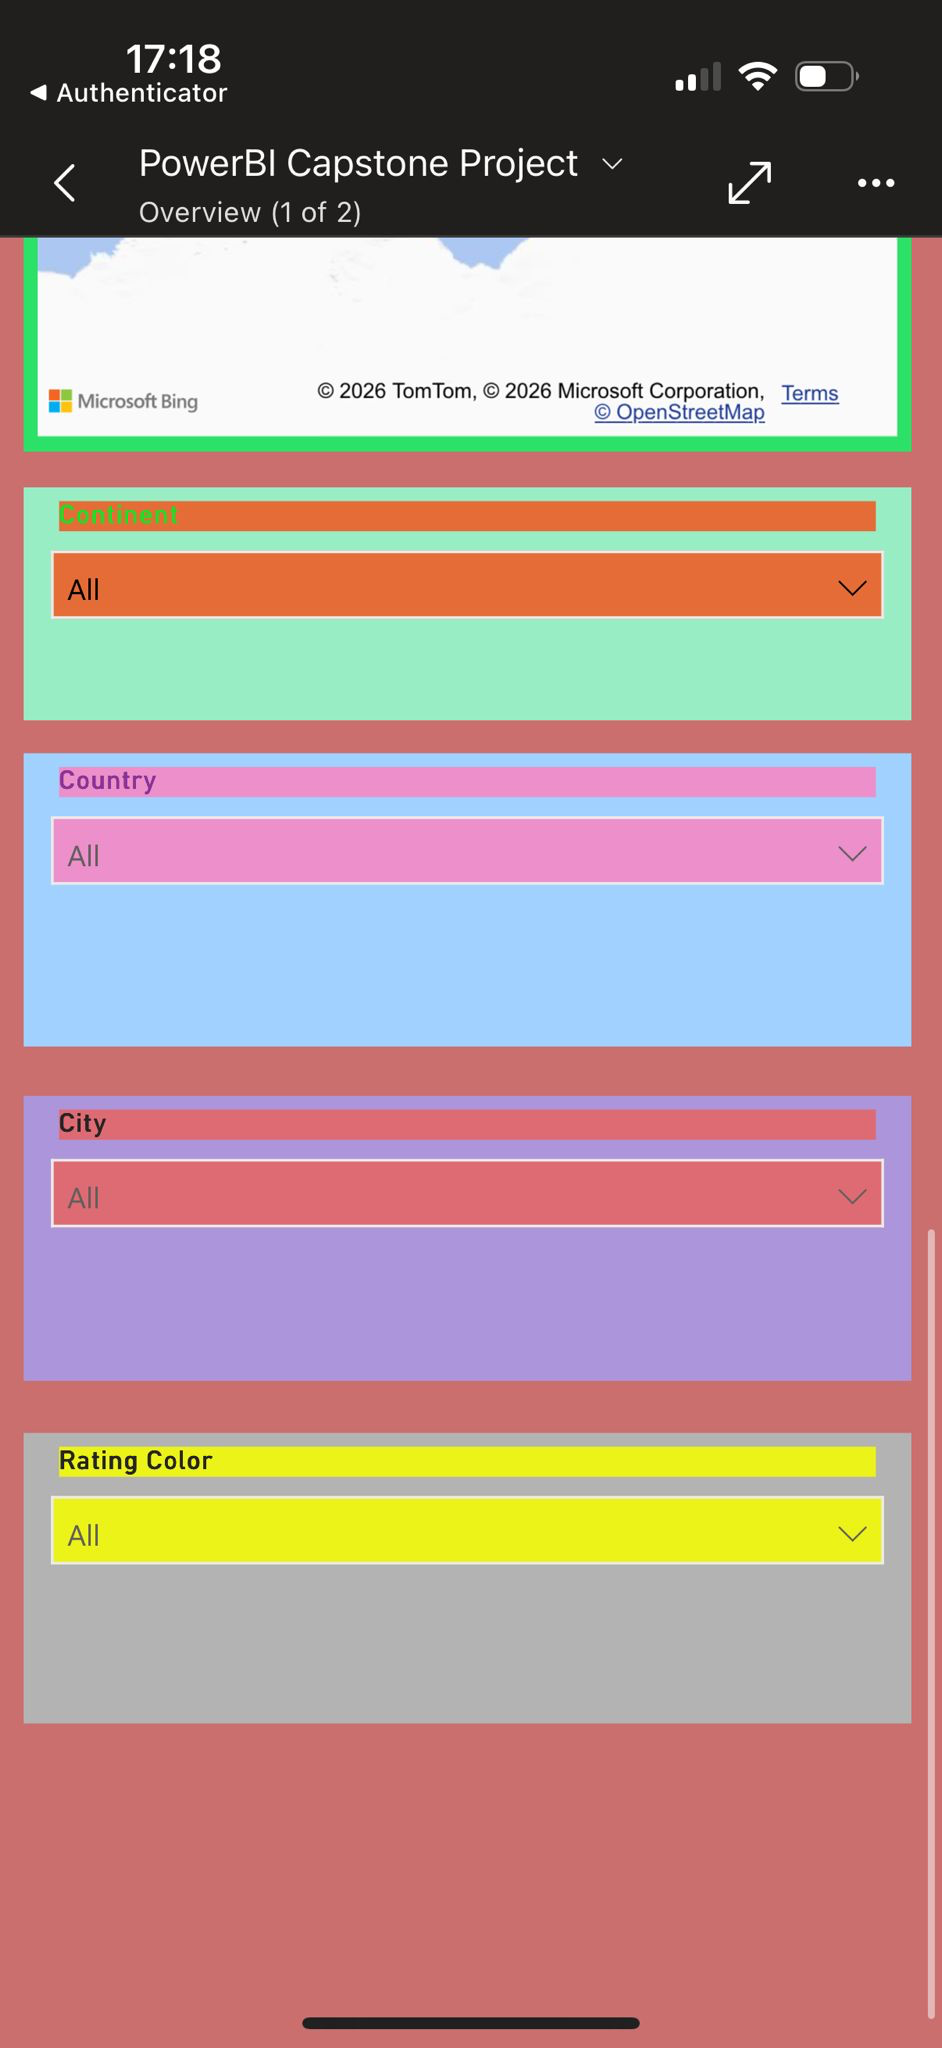 17:18
Authenticator
PowerBI Capstone Project
Overview (1 of 2)
Microsoft Bing
© 2026 TomTom, © 2026 Microsoft Corporation, Terms
© OpenStreetMap
Continent
All
Country
All
City
All
Rating Color
All